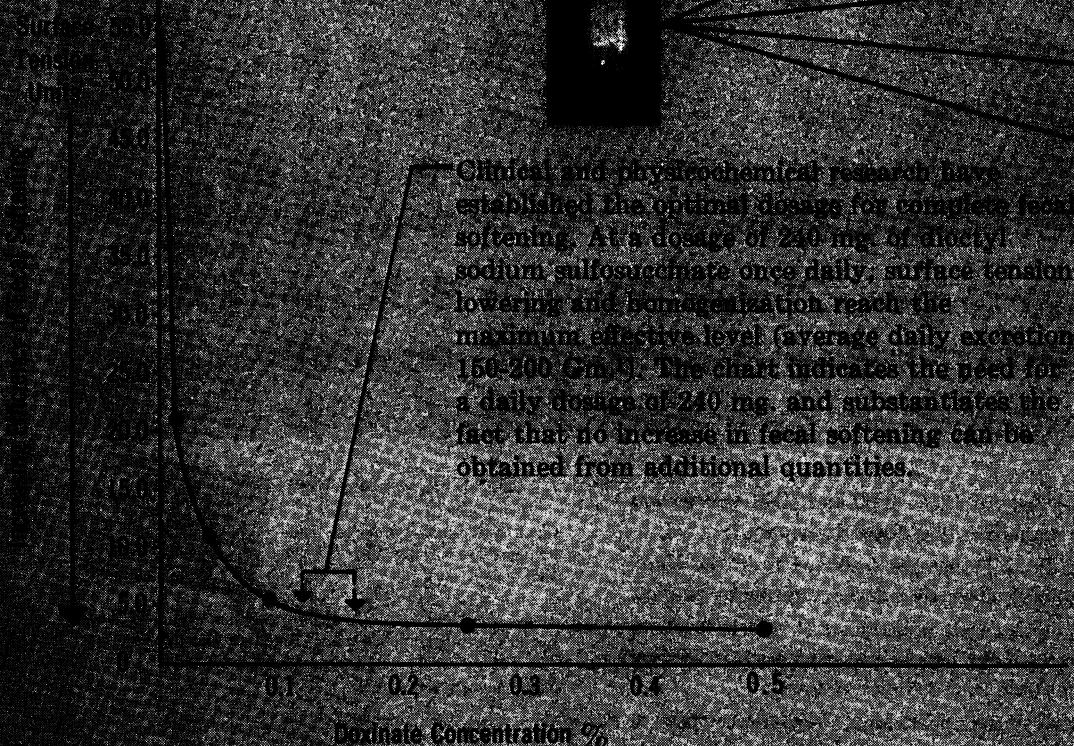 Surface
Tension
Units
50.0
45.0
40.0
35.0
30.0
25.0
20.0
15.0
10.0
5.0
0
Clinical and physicochemical research have
established the optimal dosage for complete fecal
softening. At a dosage of 240 mg. of dioctyl
sodium sulfosuccinate once daily, surface tension
lowering and homogenization reach the
maximum effective level (average daily excretion
150-200 Gm.). The chart indicates the need for
a daily dosage of 240 mg. and substantiates the
fact that no increase in fecal softening can be
obtained from additional quantities.
0.1 0.2 0.3 0.4 0.5
Doxinate Concentration %